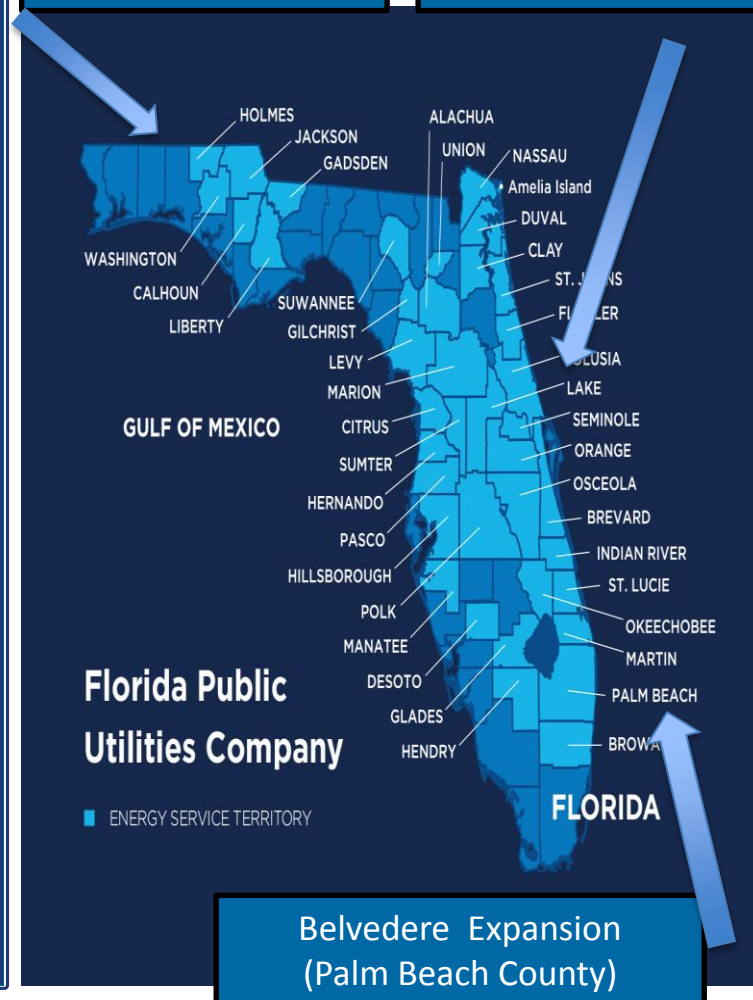 HOLMES
JACKSON
GADSDEN
WASHINGTON
CALHOUN
LIBERTY
ALACHUA
UNION
NASSAU
Amelia Island
DUVAL
CLAY
SUWANNEE
GILCHRIST
LEVY
MARION
CITRUS
SUMTER
HERNANDO
PASCO
HILLSBOROUGH
POLK
MANATEE
DESOTO
GLADES
HENDRY
LAKE
SEMINOLE
ORANGE
OSCEOLA
BREVARD
INDIAN RIVER
ST. LUCIE
OKEECHOBEE
MARTIN
PALM BEACH
GULF OF MEXICO
Florida Public
Utilities Company
ENERGY SERVICE TERRITORY
FLORIDA
Belvedere Expansion
(Palm Beach County)